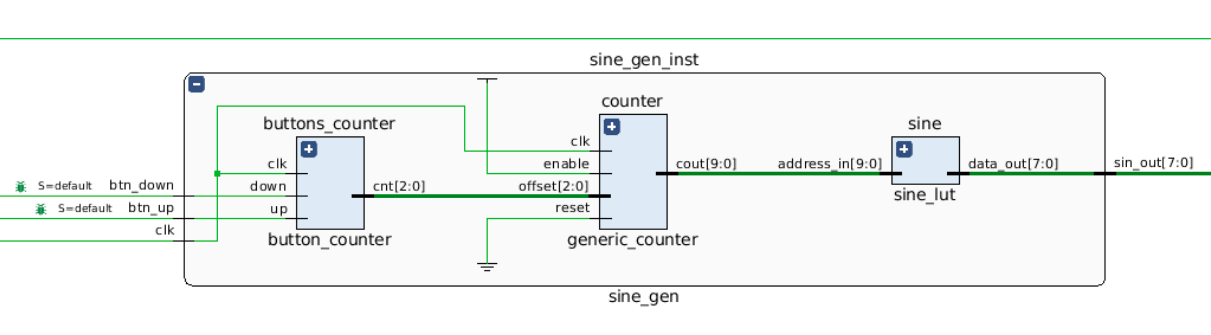 sine_gen_inst
counter
buttons_counter
sine
clk
clk
enable
cout[9:0]
address_in[9:0]
data_out[7:0]
sin_out[7:0]
S=default
btn_down
down
cnt[2:0]
offset[2:0]
sine_lut
S=default
btn_up
up
reset
clk
button_counter
generic_counter
sine_gen